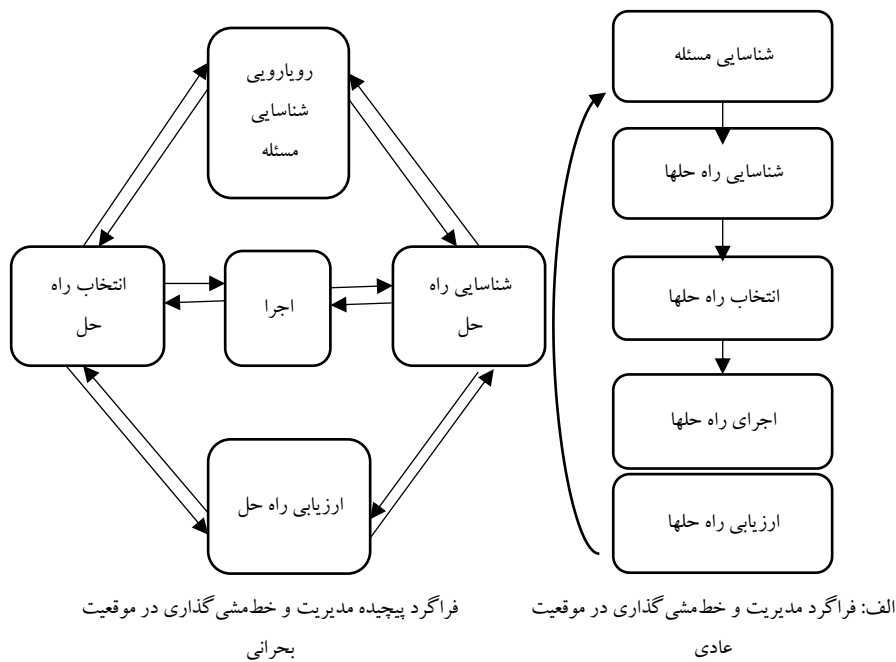 شناسایی مسئله
شناسایی راه حلها
انتخاب راه حلها
اجرای راه حلها
ارزیابی راه حلها
الف: فراگرد مدیریت و خط‌مشی‌گذاری در موقعیت
عادی
رویارویی
شناسایی
مسئله
شناسایی راه
حل
اجرا
انتخاب راه
حل
ارزیابی راه حل
فراگرد پیچیده مدیریت و خط‌مشی‌گذاری در موقعیت
بحرانی